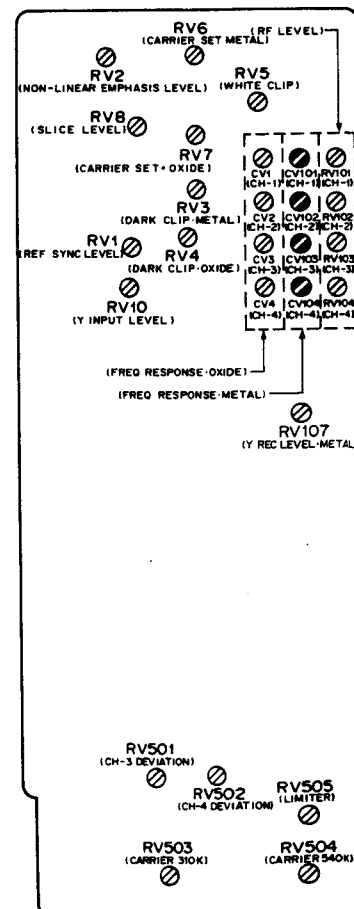 RV6
(CARRIER SET METAL)
(RF LEVEL)
RV2
(NON-LINEAR EMPHASIS LEVEL)
RV5
(WHITE CLIP)
RV8
(SLICE LEVEL)
RV7
(CARRIER SET + OXIDE)
CV1 CV101 RV101
(CH-1) (CH-1) (CH-1)
RV3
(DARK CLIP-METAL)
CV2 CV102 RV102
(CH-2) (CH-2) (CH-2)
RV1
(REF SYNC LEVEL)
RV4
(DARK CLIP-OXIDE)
CV3 CV103 RV103
(CH-3) (CH-3) (CH-3)
RV10
(Y INPUT LEVEL)
CV4 CV104 RV104
(CH-4) (CH-4) (CH-4)
(FREQ RESPONSE-OXIDE)
(FREQ RESPONSE-METAL)
RV107
(Y REC LEVEL-METAL
RV501
(CH-3 DEVIATION)
RV502
(CH-4 DEVIATION)
RV505
(LIMITER)
RV503
(CARRIER 310K)
RV504
(CARRIER 540K)